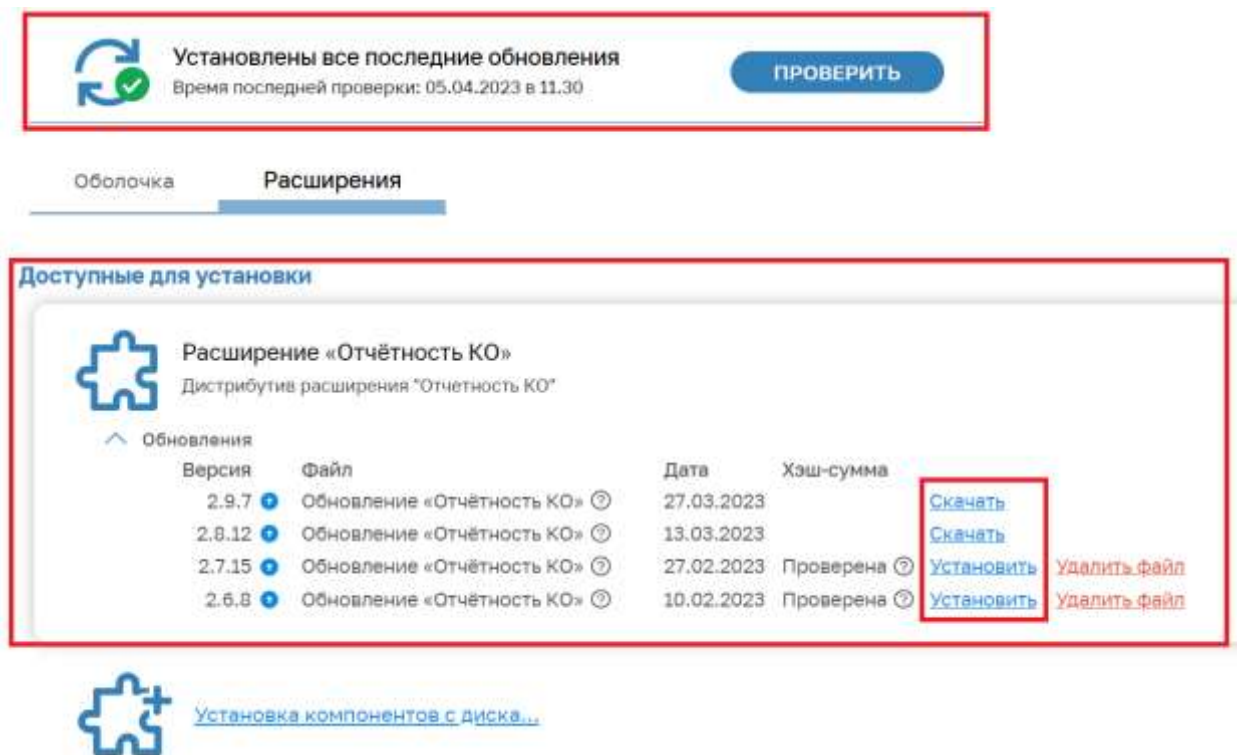 Установлены все последние обновления
Время последней проверки: 05.04.2023 в 11.30
ПРОВЕРИТЬ
Оболочка Расширения
Доступные для установки
Расширение «Отчётность КО»
Дистрибутив расширения "Отчетность КО"
Обновления
Версия Файл Дата Хэш-сумма
2.9.7 Обновление «Отчётность КО» 27.03.2023 Скачать
2.8.12 Обновление «Отчётность КО» 13.03.2023 Скачать
2.7.15 Обновление «Отчётность КО» 27.02.2023 Проверена Установить Удалить файл
2.6.8 Обновление «Отчётность КО» 10.02.2023 Проверена Установить Удалить файл
Установка компонентов с диска...